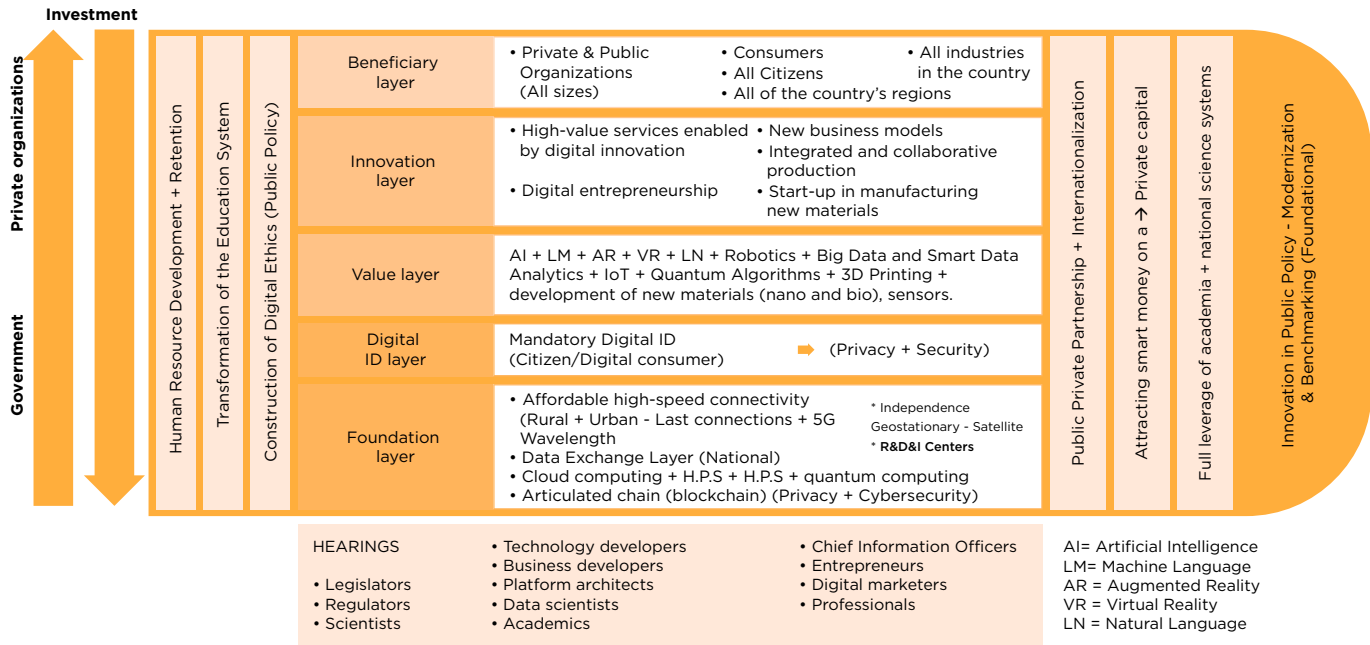 Investment
Private organizations
Government
Human Resource Development + Retention
Transformation of the Education System
Construction of Digital Ethics (Public Policy)
Beneficiary
layer
• Private & Public
Organizations
(All sizes)
• Consumers
• All Citizens
• All of the country's regions
• All industries
in the country
Innovation
layer
• High-value services enabled
by digital innovation
• Digital entrepreneurship
• New business models
• Integrated and collaborative
production
• Start-up in manufacturing
new materials
Value layer
AI + LM + AR + VR + LN + Robotics + Big Data and Smart Data
Analytics + IoT + Quantum Algorithms + 3D Printing +
development of new materials (nano and bio), sensors.
Digital
ID layer
Mandatory Digital ID
(Citizen/Digital consumer)
(Privacy + Security)
Foundation
layer
• Affordable high-speed connectivity
(Rural + Urban - Last connections + 5G
Wavelength
• Data Exchange Layer (National)
• Cloud computing + H.P.S + H.P.S + quantum computing
• Articulated chain (blockchain) (Privacy + Cybersecurity)
* Independence
Geostationary - Satellite
* R&D&I Centers
Public Private Partnership + Internationalization
Attracting smart money on a → Private capital
Full leverage of academia + national science systems
Innovation in Public Policy - Modernization
& Benchmarking (Foundational)
HEARINGS
• Legislators
• Regulators
• Scientists
• Technology developers
• Business developers
• Platform architects
• Data scientists
• Academics
• Chief Information Officers
• Entrepreneurs
• Digital marketers
• Professionals
AI= Artificial Intelligence
LM= Machine Language
AR = Augmented Reality
VR = Virtual Reality
LN = Natural Language